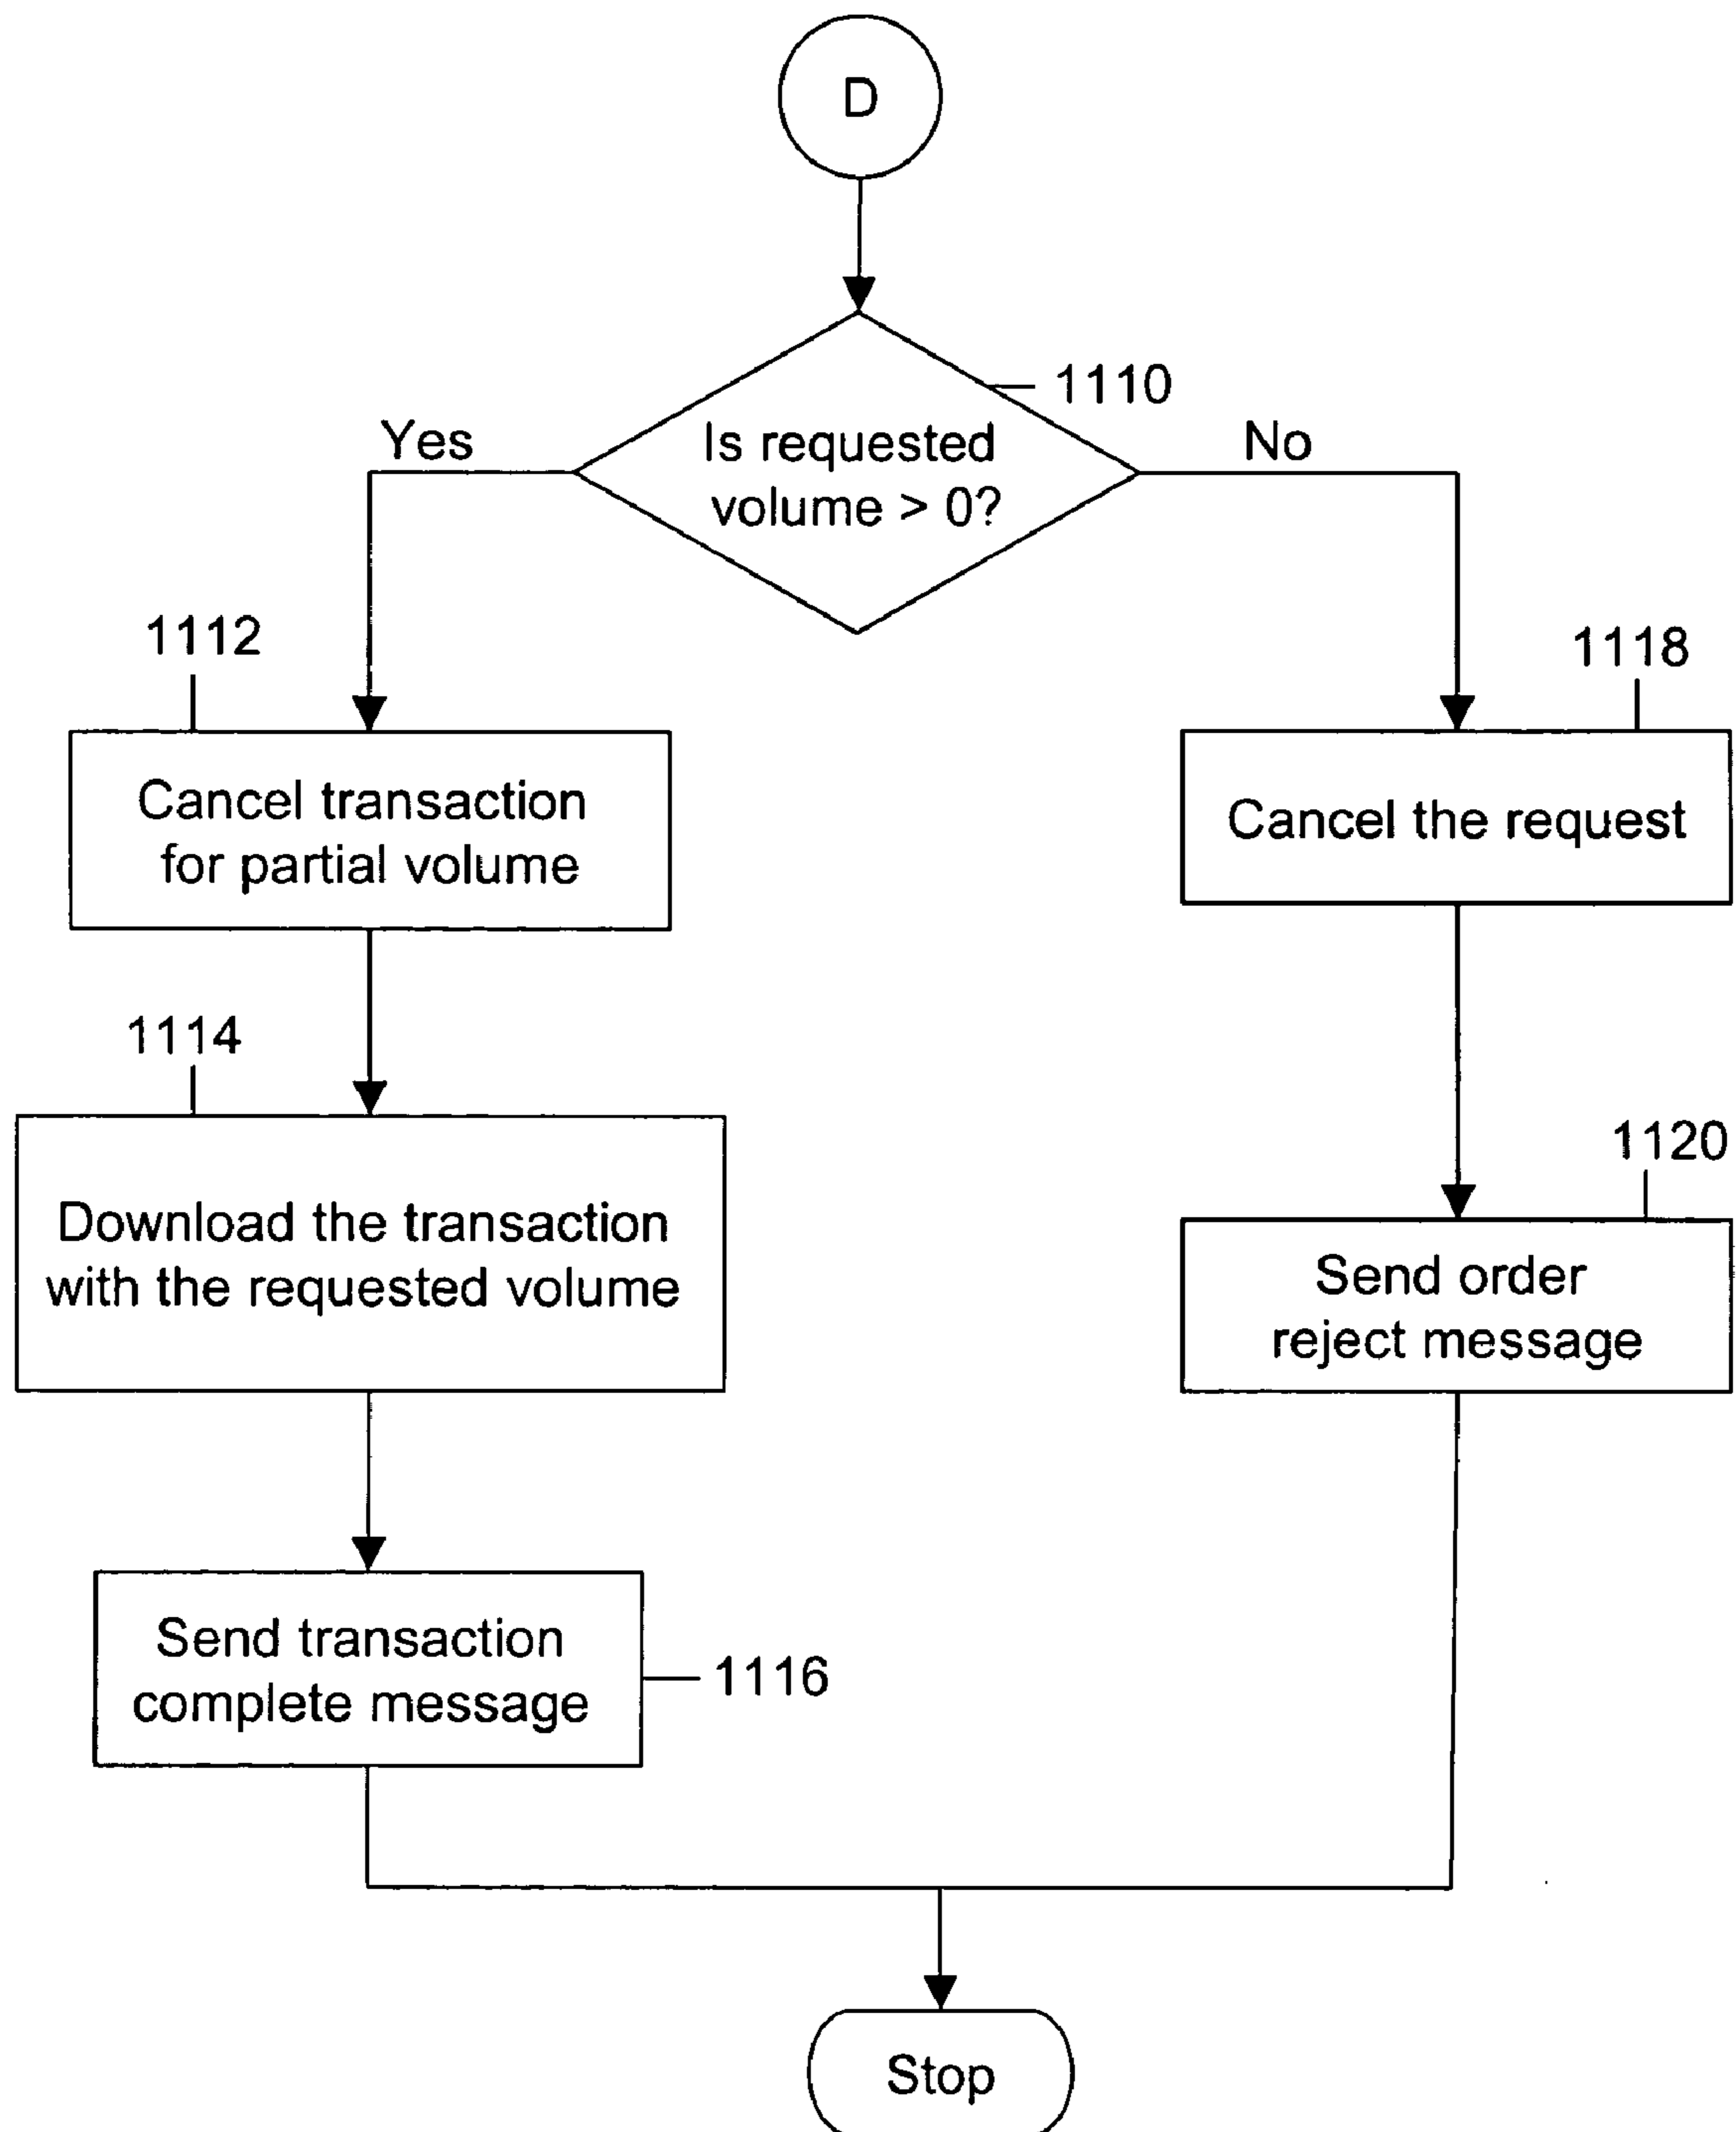 D
1110
Yes
Is requested
volume > 0?
No
1112
Cancel transaction
for partial volume
1118
Cancel the request
1114
Download the transaction
with the requested volume
1120
Send order
reject message
Send transaction
complete message
1116
Stop